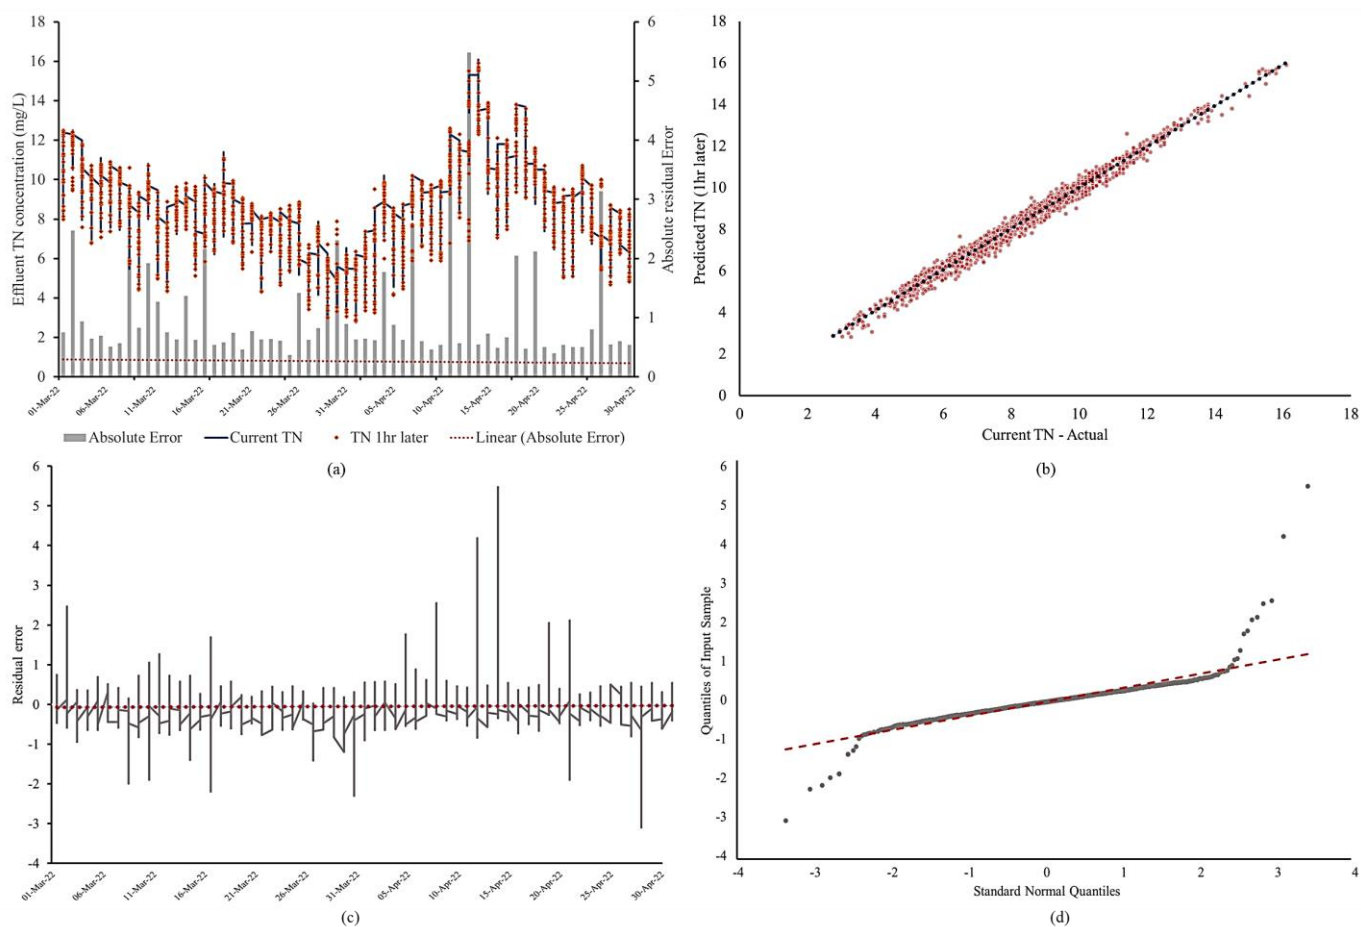 18
16
14
12
10
8
6
4
2
0
Effluent TN concentration (mg/L)
6
5
4
3
2
1
0
Absolute residual Error
01-Mar-22
06-Mar-22
11-Mar-22
16-Mar-22
21-Mar-22
26-Mar-22
31-Mar-22
05-Apr-22
10-Apr-22
15-Apr-22
20-Apr-22
25-Apr-22
30-Apr-22
Absolute Error Current TN TN 1hr later Linear (Absolute Error)
(a)
18
16
14
12
10
8
6
4
2
0
Predicted TN (1hr later)
0 2 4 6 8 10 12 14 16 18
Current TN - Actual
(b)
6
5
4
3
2
1
0
-1
-2
-3
-4
Residual error
01-Mar-22
06-Mar-22
11-Mar-22
16-Mar-22
21-Mar-22
26-Mar-22
31-Mar-22
05-Apr-22
10-Apr-22
15-Apr-22
20-Apr-22
25-Apr-22
30-Apr-22
(c)
6
5
4
3
2
1
0
-1
-2
-3
-4
Quantiles of Input Sample
-4 -3 -2 -1 0 1 2 3 4
Standard Normal Quantiles
(d)